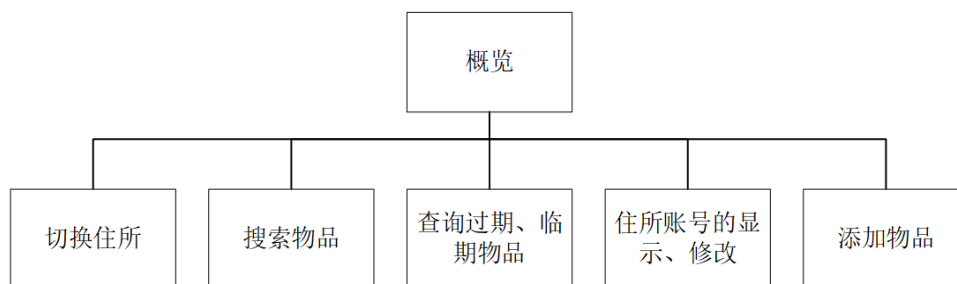 概览
切换住所
搜索物品
查询过期、临
期物品
住所账号的显
示、修改
添加物品